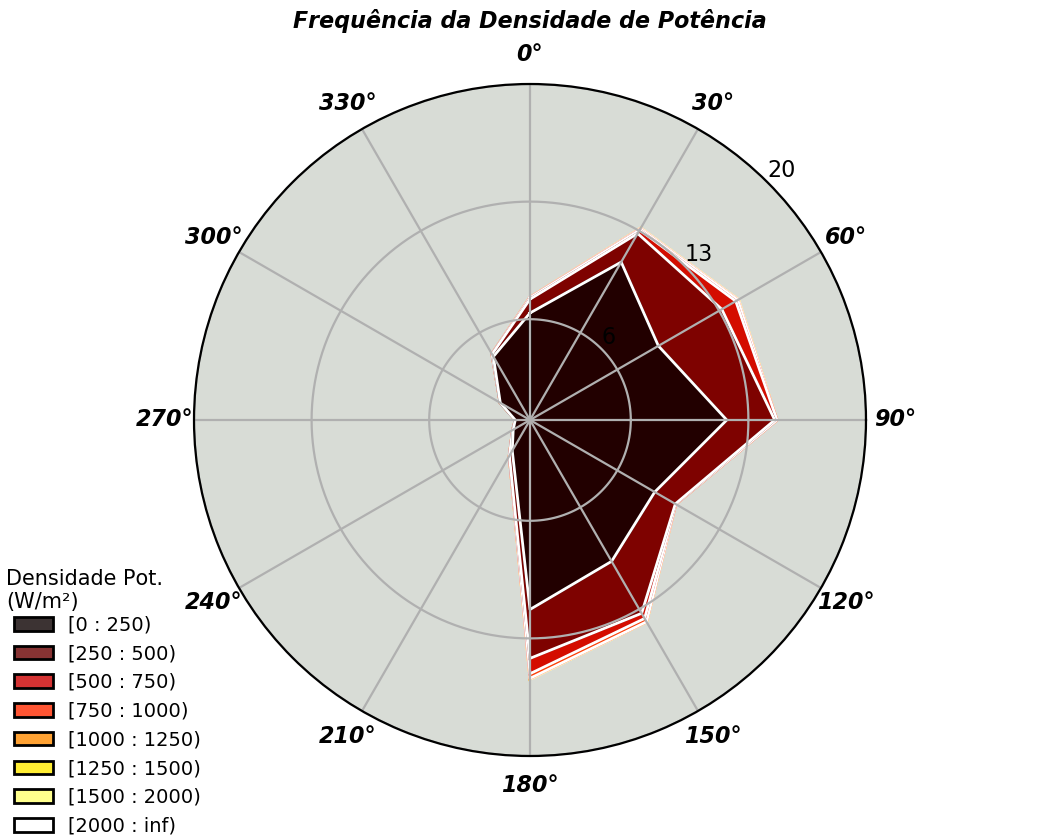 Frequência da Densidade de Potência
0°
330°
30°
20
300°
60°
13
6
270°
90°
Densidade Pot.
(W/m²)
240°
120°
[0 : 250)
[250 : 500)
[500 : 750)
[750 : 1000)
210°
150°
[1000 : 1250)
[1250 : 1500)
180°
[1500 : 2000)
[2000 : inf)